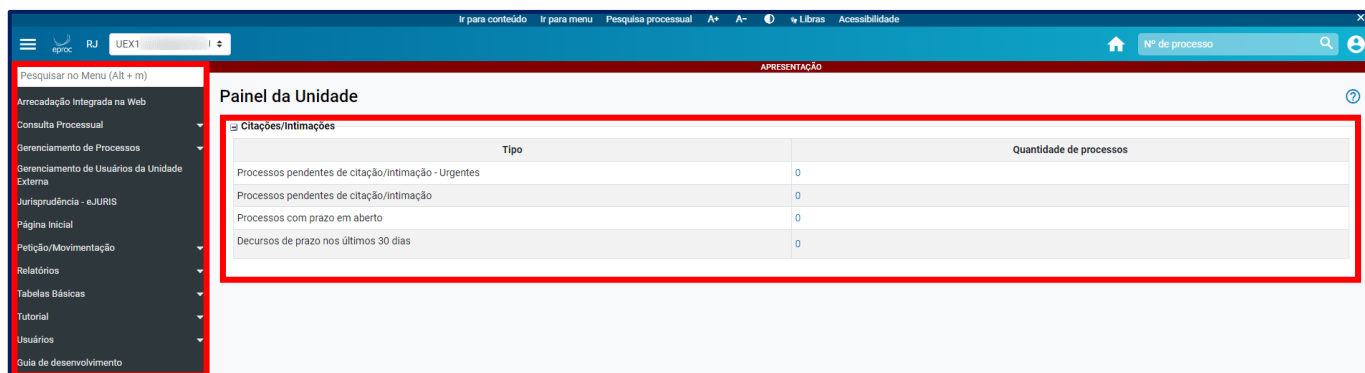 Ir para conteúdo Ir para menu Pesquisa processual A+ A- Libras Acessibilidade ×
eproc RJ UEX1 Nº de processo
APRESENTAÇÃO
Pesquisar no Menu (Alt + m)
Arrecadação Integrada na Web
Consulta Processual
Gerenciamento de Processos
Gerenciamento de Usuários da Unidade
Externa
Jurisprudência - eJURIS
Página Inicial
Petição/Movimentação
Relatórios
Tabelas Básicas
Tutorial
Usuários
Guia de desenvolvimento
Painel da Unidade ?
Citações/Intimações
Tipo Quantidade de processos
Processos pendentes de citação/intimação - Urgentes 0
Processos pendentes de citação/intimação 0
Processos com prazo em aberto 0
Decursos de prazo nos últimos 30 dias 0